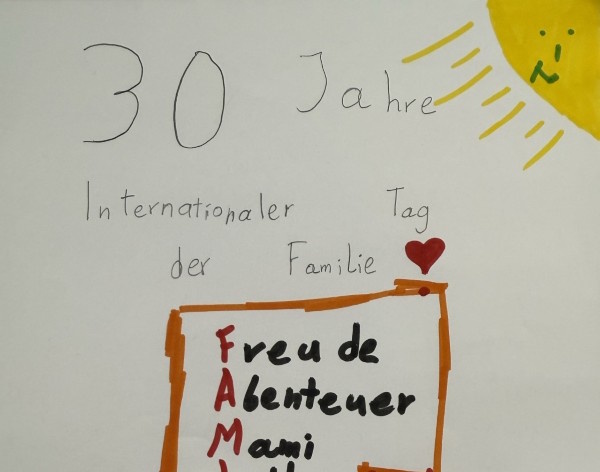 30 Jahre
Internationaler Tag
der Familie
Freude
Abenteuer
Mami